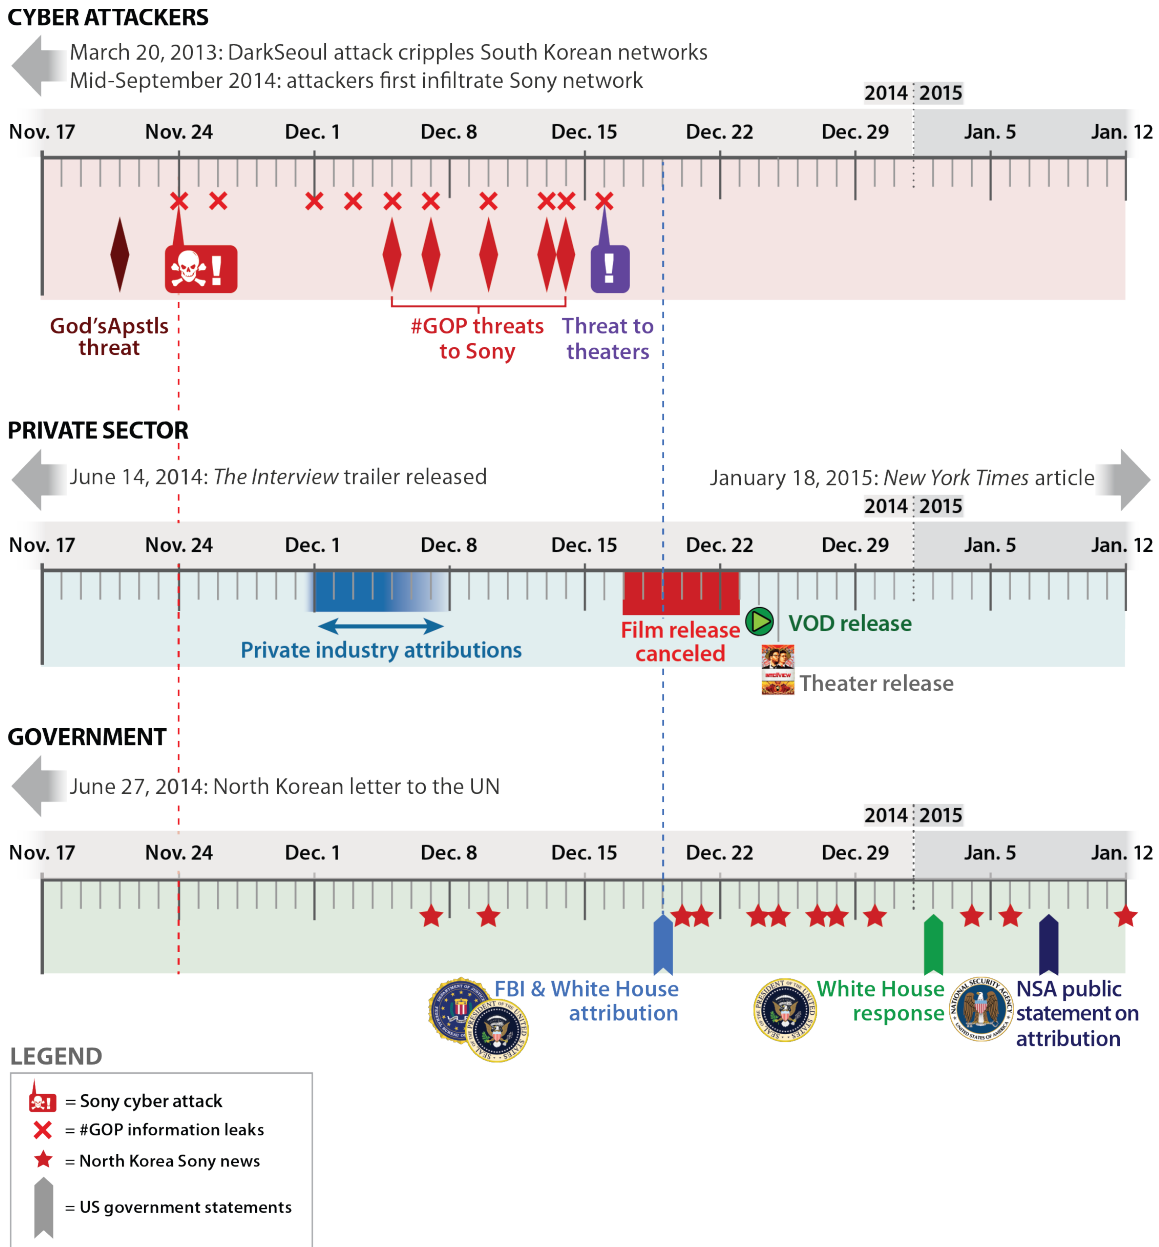 CYBER ATTACKERS
March 20, 2013: DarkSeoul attack cripples South Korean networks
Mid-September 2014: attackers first infiltrate Sony network
2014 2015
Nov. 17 Nov. 24 Dec. 1 Dec. 8 Dec. 15 Dec. 22 Dec. 29 Jan. 5 Jan. 12
!
!
God'sApstls
threat
#GOP threats
to Sony
Threat to
theaters
PRIVATE SECTOR
June 14, 2014: The Interview trailer released
January 18, 2015: New York Times article
2014 2015
Nov. 17 Nov. 24 Dec. 1 Dec. 8 Dec. 15 Dec. 22 Dec. 29 Jan. 5 Jan. 12
Private industry attributions
Film release
canceled
VOD release
Theater release
GOVERNMENT
June 27, 2014: North Korean letter to the UN
2014 2015
Nov. 17 Nov. 24 Dec. 1 Dec. 8 Dec. 15 Dec. 22 Dec. 29 Jan. 5 Jan. 12
FBI & White House
attribution
White House
response
NATIONAL SECURITY AGENCY
UNITED STATES OF AMERICA
NSA public
statement on
attribution
LEGEND
= Sony cyber attack
= #GOP information leaks
= North Korea Sony news
= US government statements